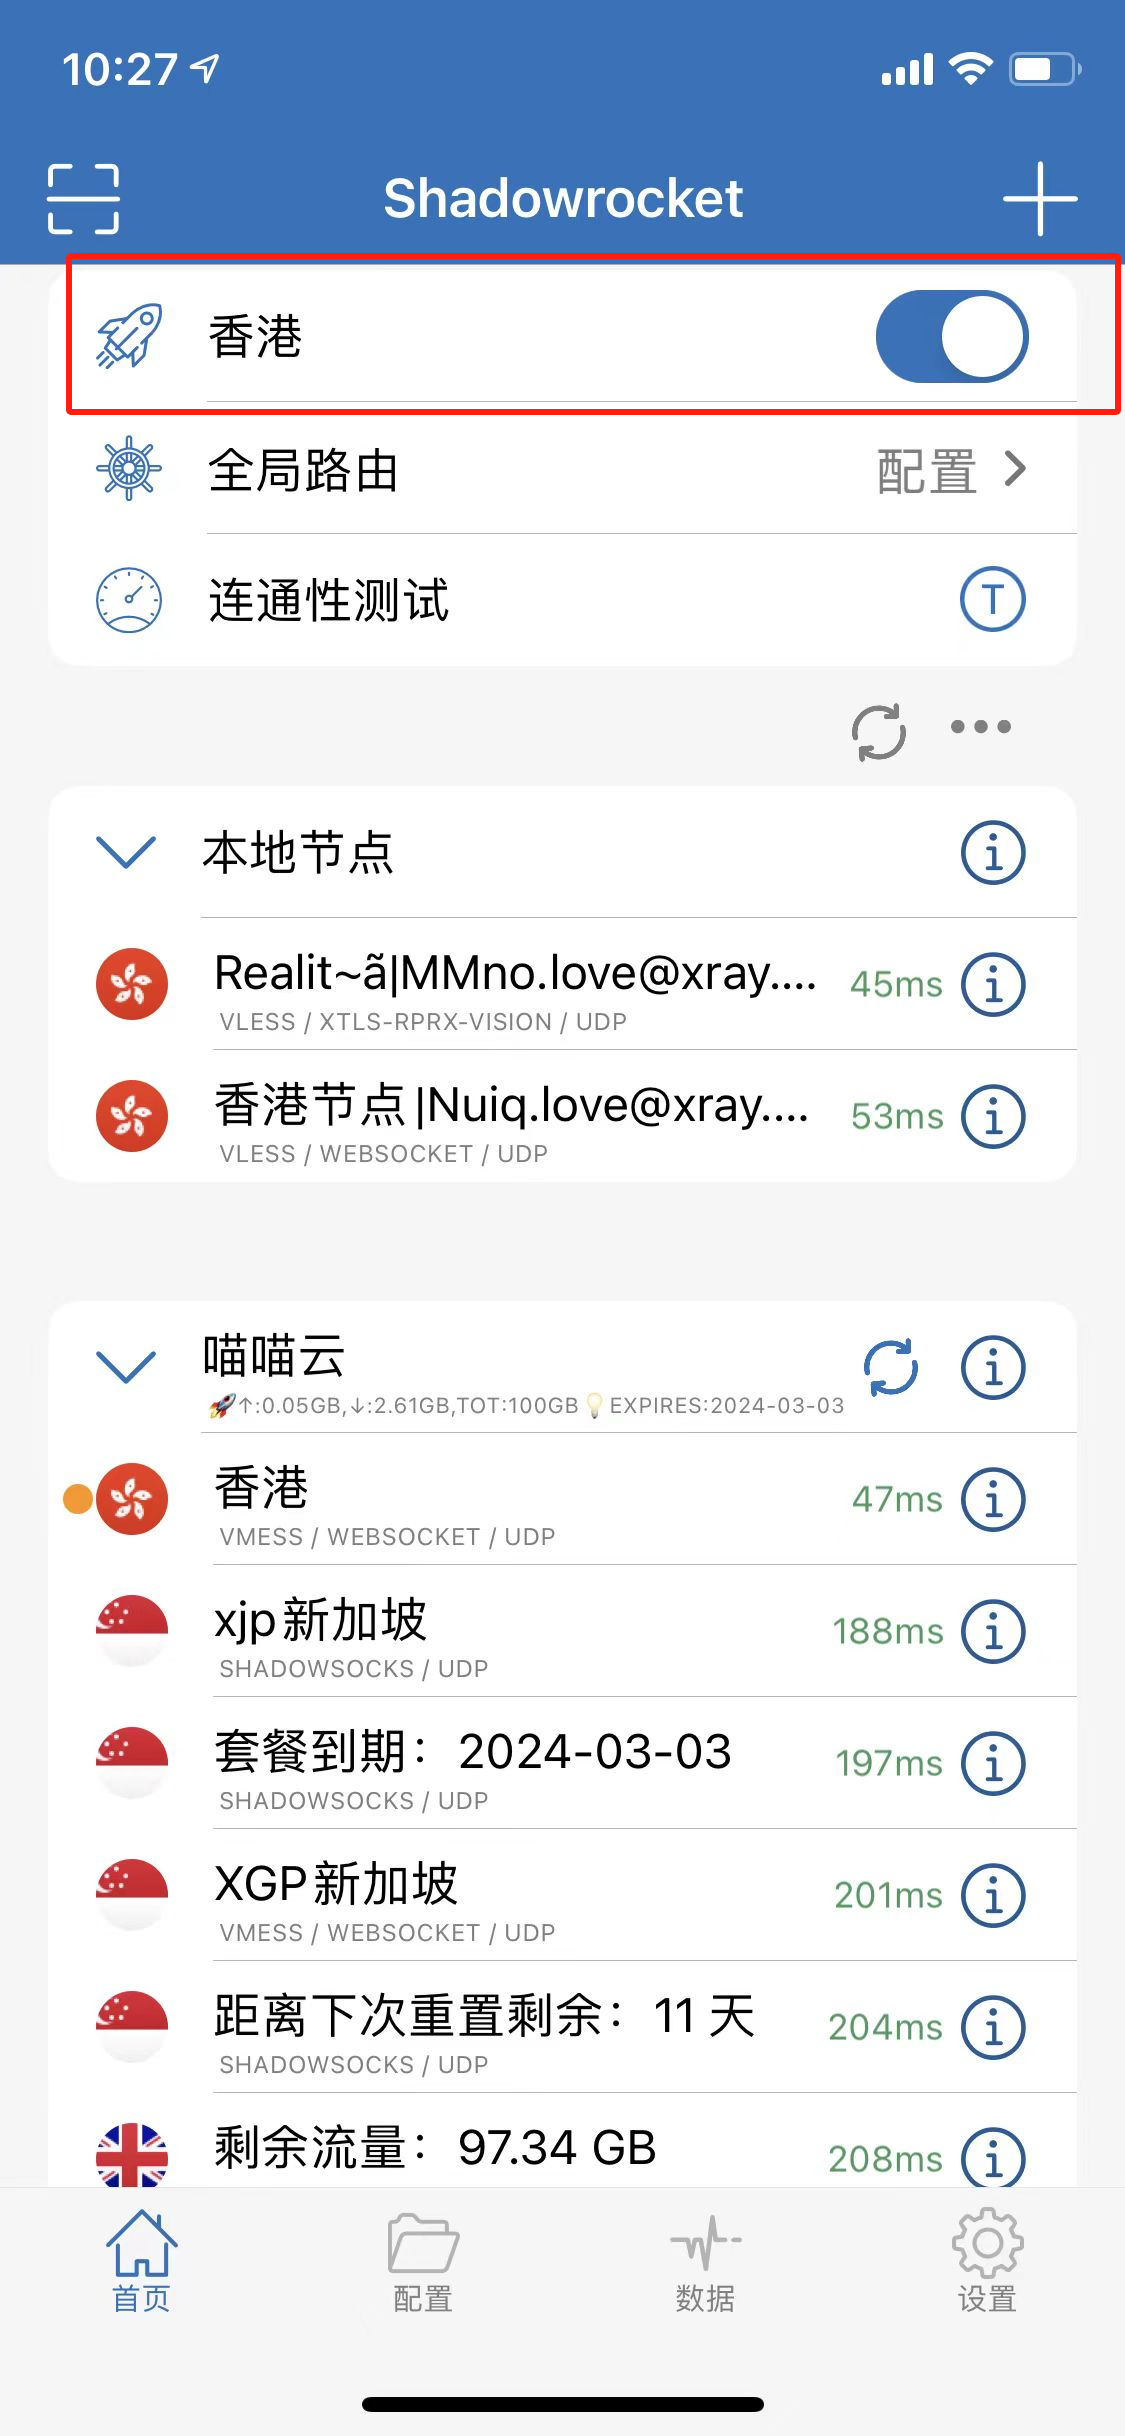 10:27
Shadowrocket
香港
全局路由 配置
连通性测试 T
本地节点
Realit~ã|MMno.love@xray.... 45ms
VLESS / XTLS-RPRX-VISION / UDP
香港节点|Nuiq.love@xray.... 53ms
VLESS / WEBSOCKET / UDP
喵喵云
🚀↑:0.05GB,↓:2.61GB,TOT:100GB💡EXPIRES:2024-03-03
香港 47ms
VMESS / WEBSOCKET / UDP
xjp新加坡 188ms
SHADOWSOCKS / UDP
套餐到期：2024-03-03 197ms
SHADOWSOCKS / UDP
XGP新加坡 201ms
VMESS / WEBSOCKET / UDP
距离下次重置剩余：11 天 204ms
SHADOWSOCKS / UDP
剩余流量：97.34 GB 208ms
首页 配置 数据 设置